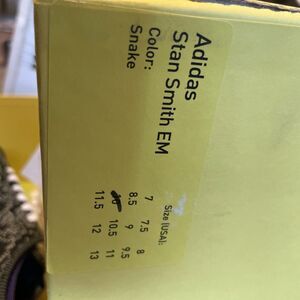 Adidas
Stan Smith EM
Color:
Snake
Size (USA):
7 7.5 8
8.5 9 9.5
10 10.5 11
11.5 12 13